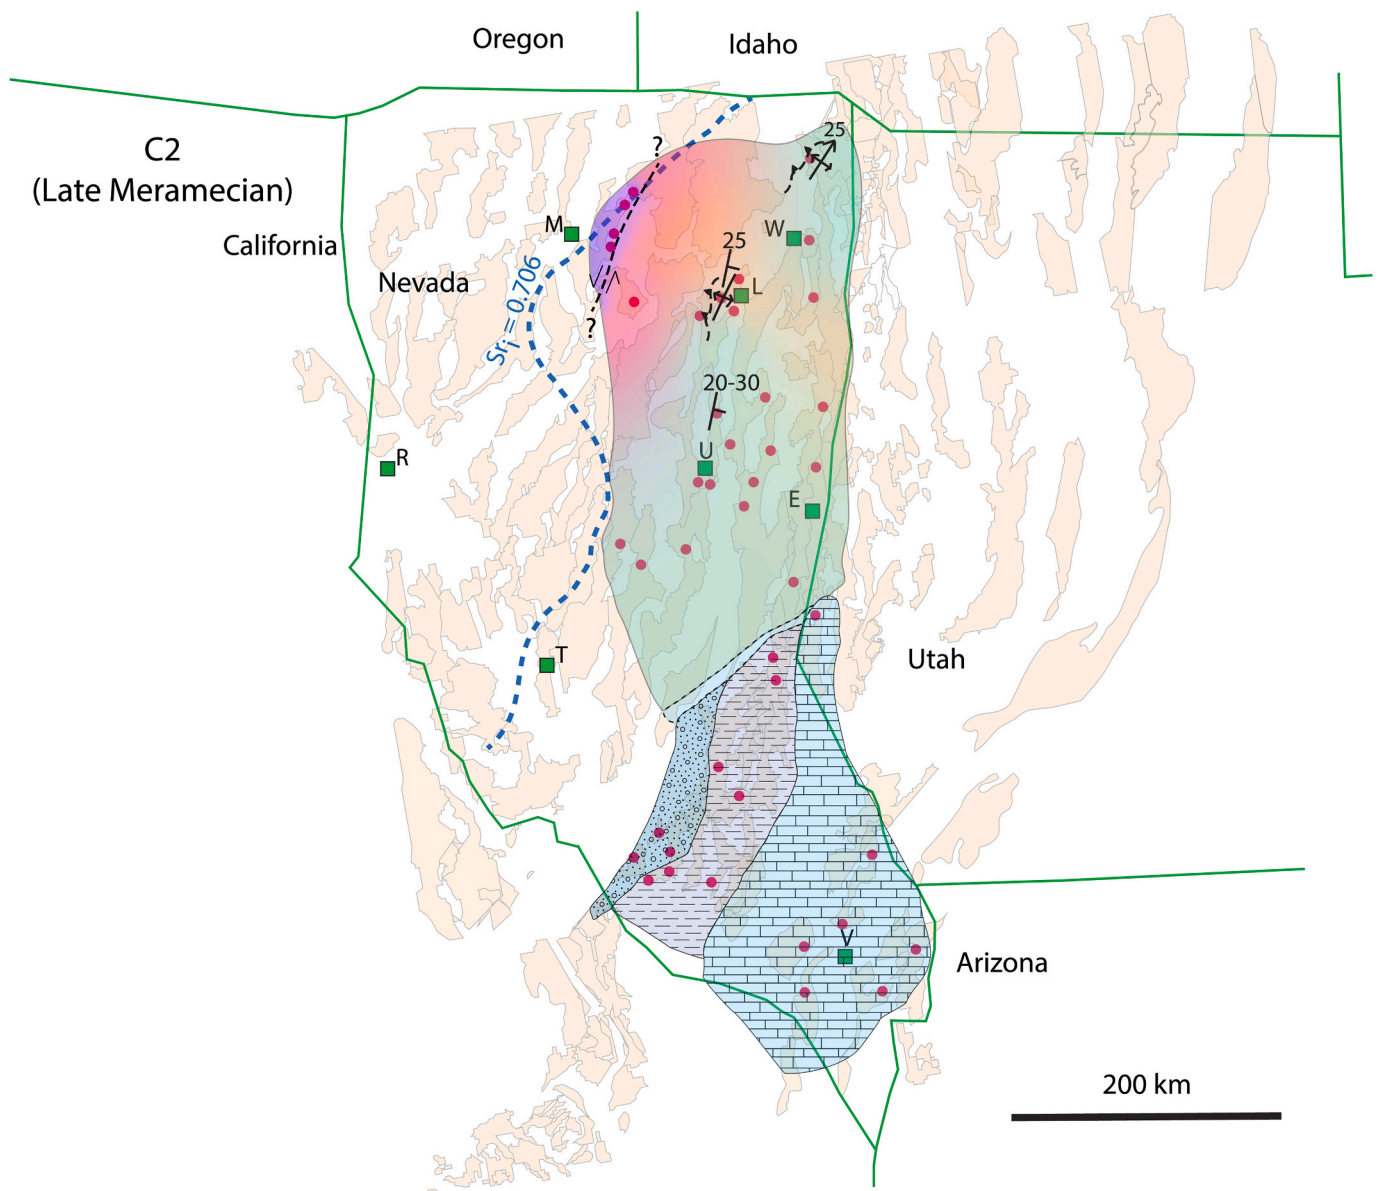 Oregon
Idaho
C2
(Late Meramecian)
California
Nevada
Sri = 0.706
M
?
25
W
25
L
?
20-30
U
R
E
T
Utah
V
Arizona
200 km